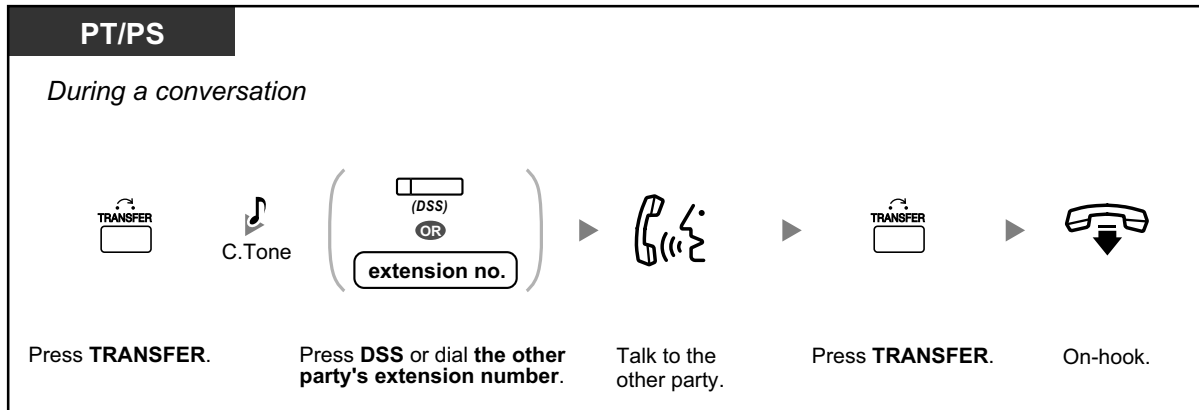 PT/PS
During a conversation
TRANSFER
C.Tone
(DSS)
OR
extension no.
TRANSFER
Press TRANSFER.
Press DSS or dial the other
party's extension number.
Talk to the
other party.
Press TRANSFER.
On-hook.